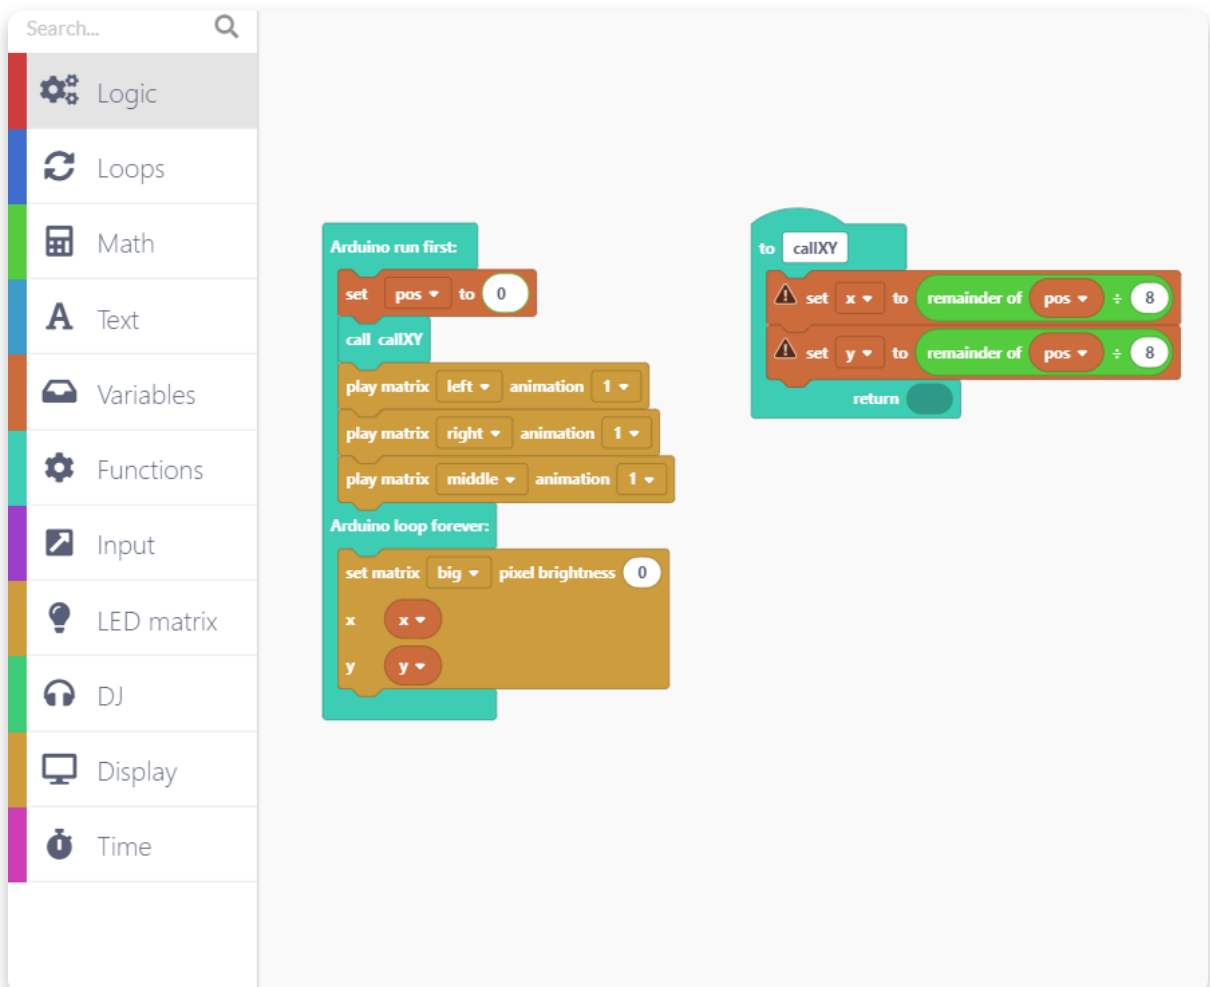 Search...
Logic
Loops
Math
Text
Variables
Functions
Input
LED matrix
DJ
Display
Time
Arduino run first:
set pos to 0
call callXY
play matrix left animation 1
play matrix right animation 1
play matrix middle animation 1
Arduino loop forever:
set matrix big pixel brightness 0
x x
y y
to callXY
set x to remainder of pos ÷ 8
set y to remainder of pos ÷ 8
return